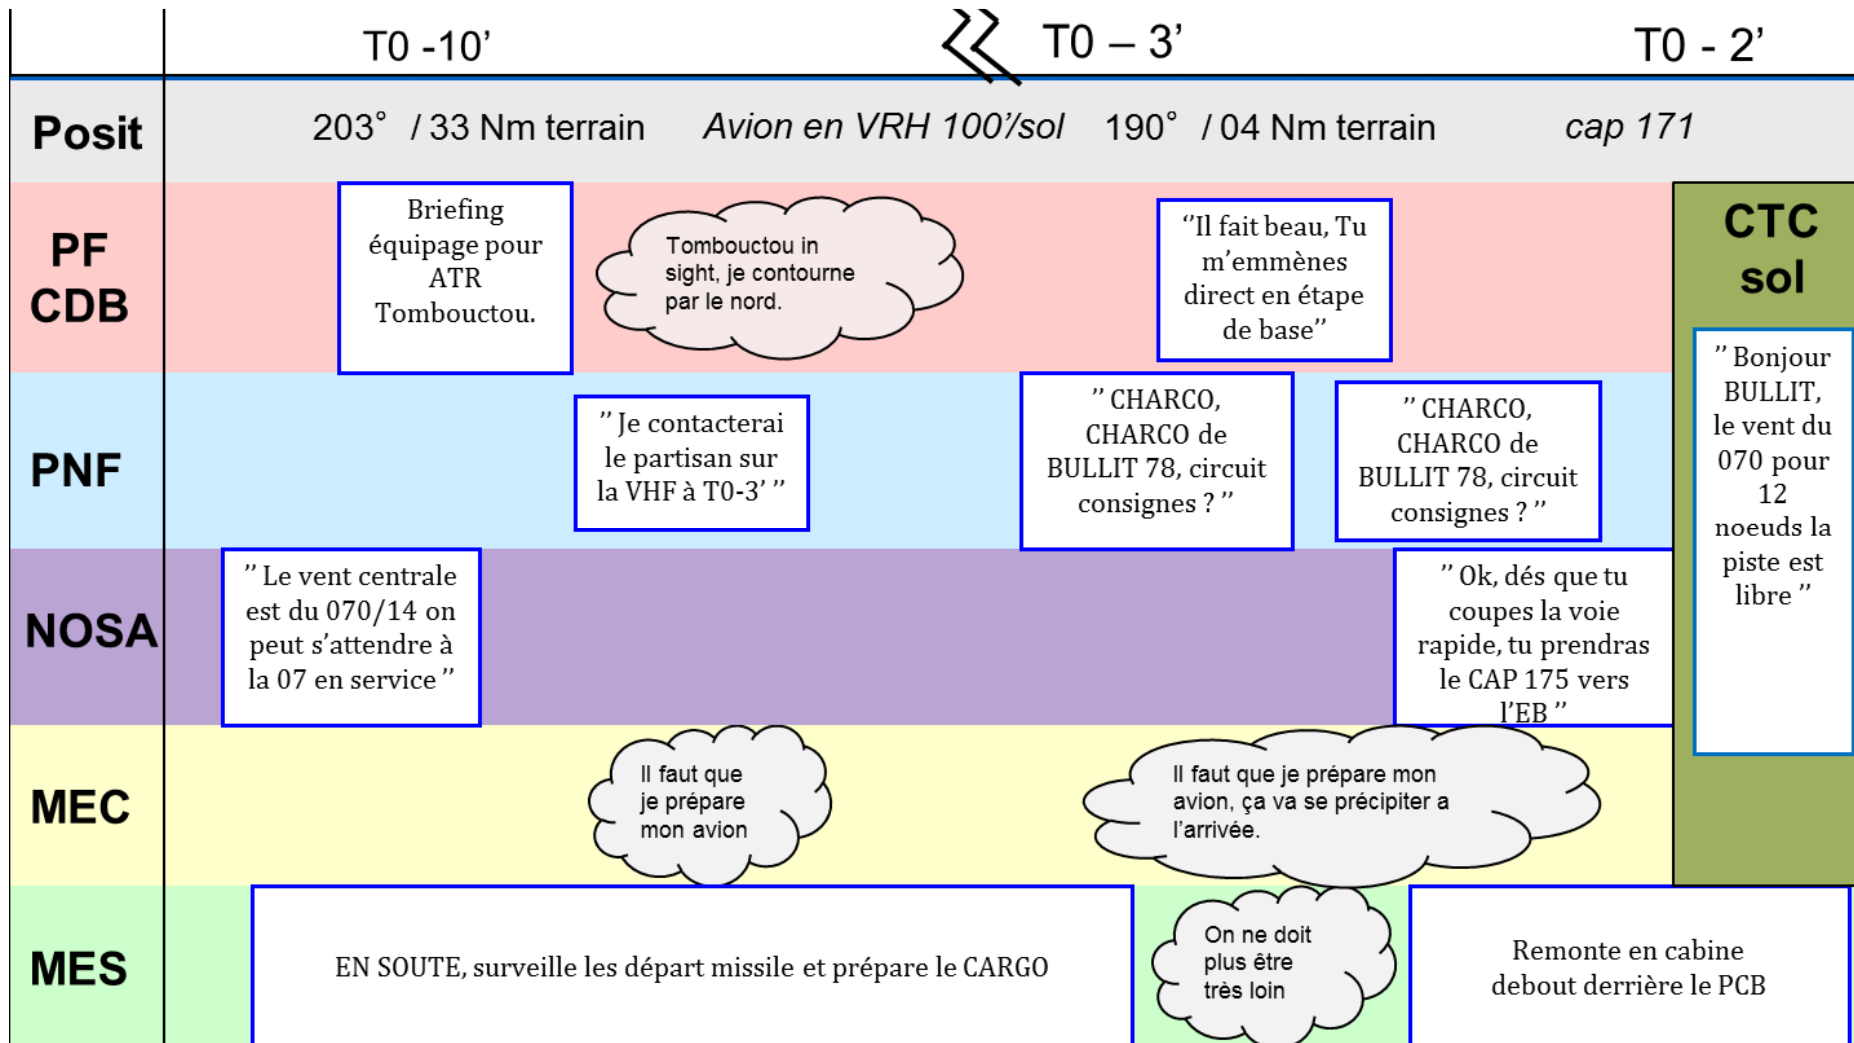 T0 -10’
T0 – 3’
T0 - 2’
Posit
203° / 33 Nm terrain
Avion en VRH 100’/sol
190° / 04 Nm terrain
cap 171
PF
CDB
Briefing
équipage pour
ATR
Tombouctou.
Tombouctou in
sight, je contourne
par le nord.
‘’Il fait beau, Tu
m’emmènes
direct en étape
de base’’
CTC
sol
’’ Bonjour
BULLIT,
le vent du
070 pour
12
noeuds la
piste est
libre ’’
PNF
’’ Je contacterai
le partisan sur
la VHF à T0-3’ ’’
’’ CHARCO,
CHARCO de
BULLIT 78, circuit
consignes ? ’’
’’ CHARCO,
CHARCO de
BULLIT 78, circuit
consignes ? ’’
NOSA
’’ Le vent centrale
est du 070/14 on
peut s’attendre à
la 07 en service ’’
’’ Ok, dés que tu
coupes la voie
rapide, tu prendras
le CAP 175 vers
l’EB ’’
MEC
Il faut que
je prépare
mon avion
Il faut que je prépare mon
avion, ça va se précipiter a
l’arrivée.
MES
EN SOUTE, surveille les départ missile et prépare le CARGO
On ne doit
plus être
très loin
Remonte en cabine
debout derrière le PCB